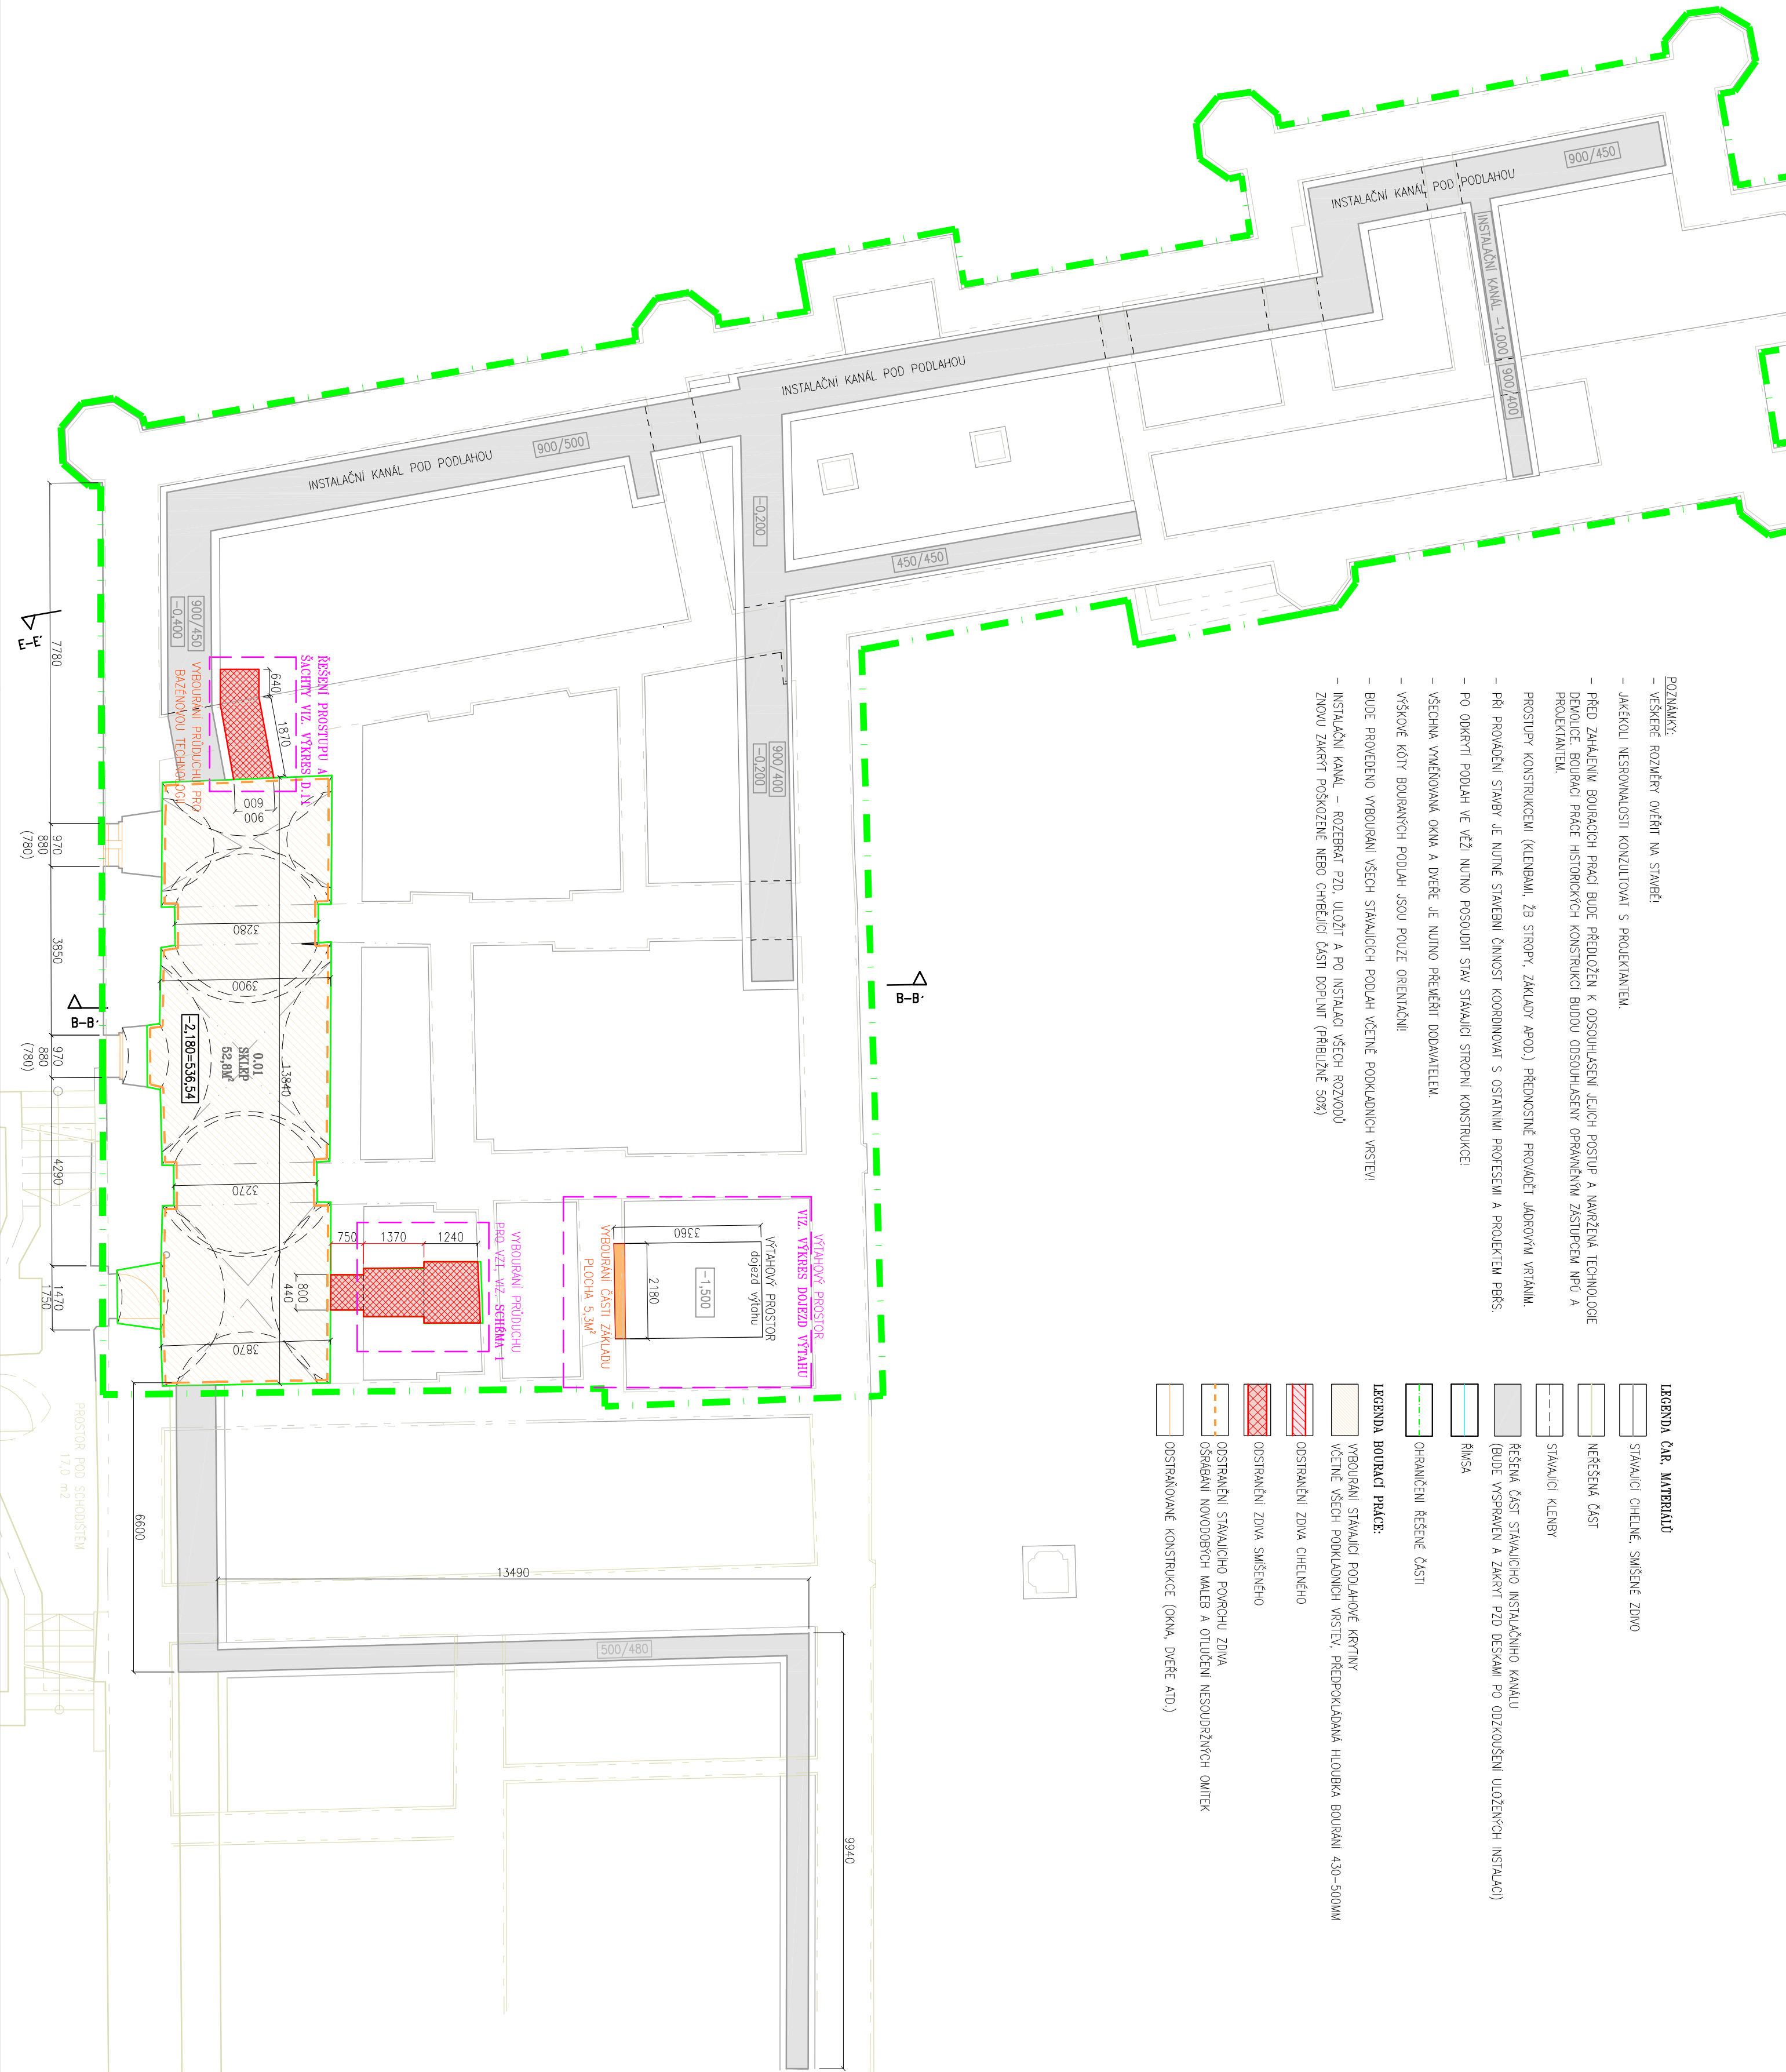 POZNÁMKY:
- VEŠKERÉ ROZMĚRY OVĚŘIT NA STAVBĚ!
- JAKÉKOLI NESROVNALOSTI KONZULTOVAT S PROJEKTANTEM.
- PŘED ZAHÁJENIM BOURACÍCH PRACÍ BUDE PŘEDLOŽEN K ODSOUHLASENÍ JEJICH POSTUP A NAVRŽENÁ TECHNOLOGIE
DEMOLICE. BOURACÍ PRÁCE HISTORICKÝCH KONSTRUKCÍ BUDOU ODSOUHLASENY OPRÁVNĚNÝM ZÁSTUPCEM NPÚ A
PROJEKTANTEM.
PROSTUPY KONSTRUKCEMI (KLENBAMI, ŽB STROPY, ZÁKLADY APOD.) PŘEDNOSTNĚ PROVÁDĚT JÁDROVÝM VRTÁNÍM.
- PŘI PROVÁDĚNÍ STAVBY JE NUTNÉ STAVEBNÍ ČINNOST KOORDINOVAT S OSTATNÍMI PROFESEMI A PROJEKTEM PBŘS.
- PO ODKRYTÍ PODLAH VE VĚŽI NUTNO POSOUDIT STAV STÁVAJÍCÍ STROPNÍ KONSTRUKCE!
- VŠECHNA VYMĚŇOVANÁ OKNA A DVEŘE JE NUTNO PŘEMĚŘIT DODAVATELEM.
- VÝŠKOVÉ KÓTY BOURANÝCH PODLAH JSOU POUZE ORIENTAČNÍ!
- BUDE PROVEDENO VYBOURÁNÍ VŠECH STÁVAJÍCÍCH PODLAH VČETNĚ PODKLADNÍCH VRSTEV!
- INSTALAČNÍ KANÁL – ROZEBRAT PZD, ULOŽIT A PO INSTALACI VŠECH ROZVODŮ
ZNOVU ZAKRÝT POŠKOZENÉ NEBO CHYBĚJÍCÍ ČÁSTI DOPLNIT (PŘIBLIŽNĚ 50%)
LEGENDA ČAR, MATERIÁLŮ
STÁVAJÍCÍ CIHELNÉ, SMÍŠENÉ ZDIVO
NEŘEŠENÁ ČÁST
STÁVAJÍCÍ KLENBY
ŘEŠENÁ ČÁST STÁVAJÍCÍHO INSTALAČNÍHO KANÁLU
(BUDE VYSPRAVEN A ZAKRYT PZD DESKAMI PO ODZKOUŠENÍ ULOŽENÝCH INSTALACÍ)
ŘÍMSA
OHRANIČENÍ ŘEŠENÉ ČÁSTI
LEGENDA BOURACÍ PRÁCE:
VYBOURÁNÍ STÁVAJÍCÍ PODLAHOVÉ KRYTINY
VČETNĚ VŠECH PODKLADNÍCH VRSTEV, PŘEDPOKLÁDANÁ HLOUBKA BOURÁNÍ 430-500MM
ODSTRANĚNÍ ZDIVA CIHELNÉHO
ODSTRANĚNÍ ZDIVA SMÍŠENÉHO
ODSTRANĚNÍ STÁVAJÍCÍHO POVRCHU ZDIVA
OŠRÁBÁNÍ NOVODOBÝCH MALEB A OTLUČENÍ NESOUDRŽNÝCH OMÍTEK
ODSTRAŇOVANÉ KONSTRUKCE (OKNA, DVEŘE ATD.)
INSTALAČNÍ KANÁL POD PODLAHOU
900/450
INSTALAČNÍ KANÁL -1,000
900/400
INSTALAČNÍ KANÁL POD PODLAHOU
INSTALAČNÍ KANÁL POD PODLAHOU
900/500
-0,200
450/450
900/400
-0,200
900/450
-0,400
ŘEŠENÍ PROSTUPU A
ŠACHTY VIZ. VÝKRES D.11
VYBOURÁNÍ PRŮDUCHU PRO
BAZÉNOVOU TECHNOLOGII
640
1870
600
900
3280
3900
13840
0.01
SKLEP
52,8M²
-2,180=536,54
3270
3870
E-E'
B-B'
B-B'
7780
970
880
(780)
3850
970
880
(780)
4290
1470
1750
750
1370
1240
800
440
VYBOURÁNÍ PRŮDUCHU
PRO VZT, VIZ. SCHÉMA 1
VÝTAHOVÝ PROSTOR
VIZ. VÝKRES DOJEZD VÝTAHU
VÝTAHOVÝ PROSTOR
dojezd výtahu
3360
2180
-1,500
VYBOURÁNÍ ČÁSTI ZÁKLADU
PLOCHA 5,3M²
6600
13490
500/480
9940
PROSTOR POD SCHODIŠTĚM
17,0 m2